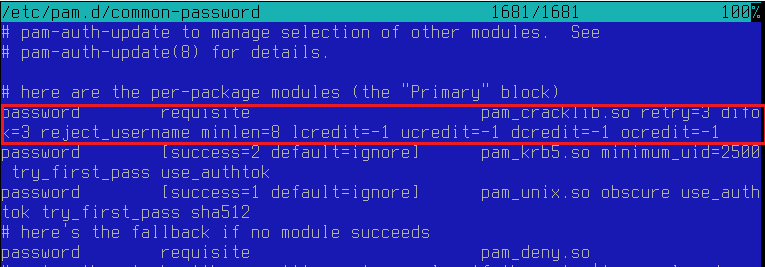 /etc/pam.d/common-password 1681/1681 100%
# pam-auth-update to manage selection of other modules.  See
# pam-auth-update(8) for details.
# here are the per-package modules (the "Primary" block)
password requisite pam_cracklib.so retry=3 difo
k=3 reject_username minlen=8 lcredit=-1 ucredit=-1 dcredit=-1 ocredit=-1
password [success=2 default=ignore] pam_krb5.so minimum_uid=2500
try_first_pass use_authtok
password [success=1 default=ignore] pam_unix.so obscure use_auth
tok try_first_pass sha512
# here's the fallback if no module succeeds
password requisite pam_deny.so